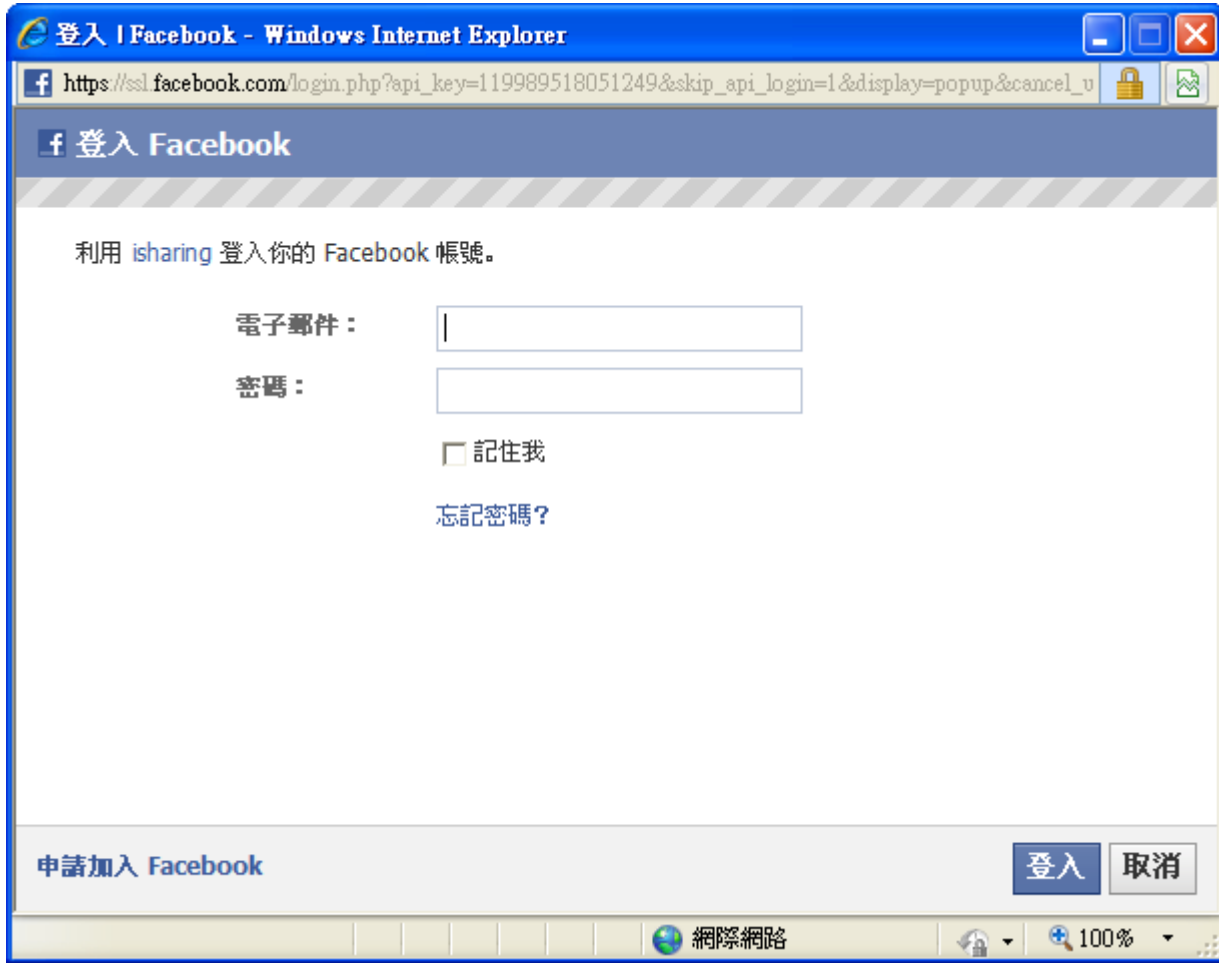 登入 | Facebook - Windows Internet Explorer
https://ssl.facebook.com/login.php?api_key=119989518051249&skip_api_login=1&display=popup&cancel_u
f 登入 Facebook
利用 isharing 登入你的 Facebook 帳號。
電子郵件：
密碼：
記住我
忘記密碼？
申請加入 Facebook
登入 取消
網際網路 100%